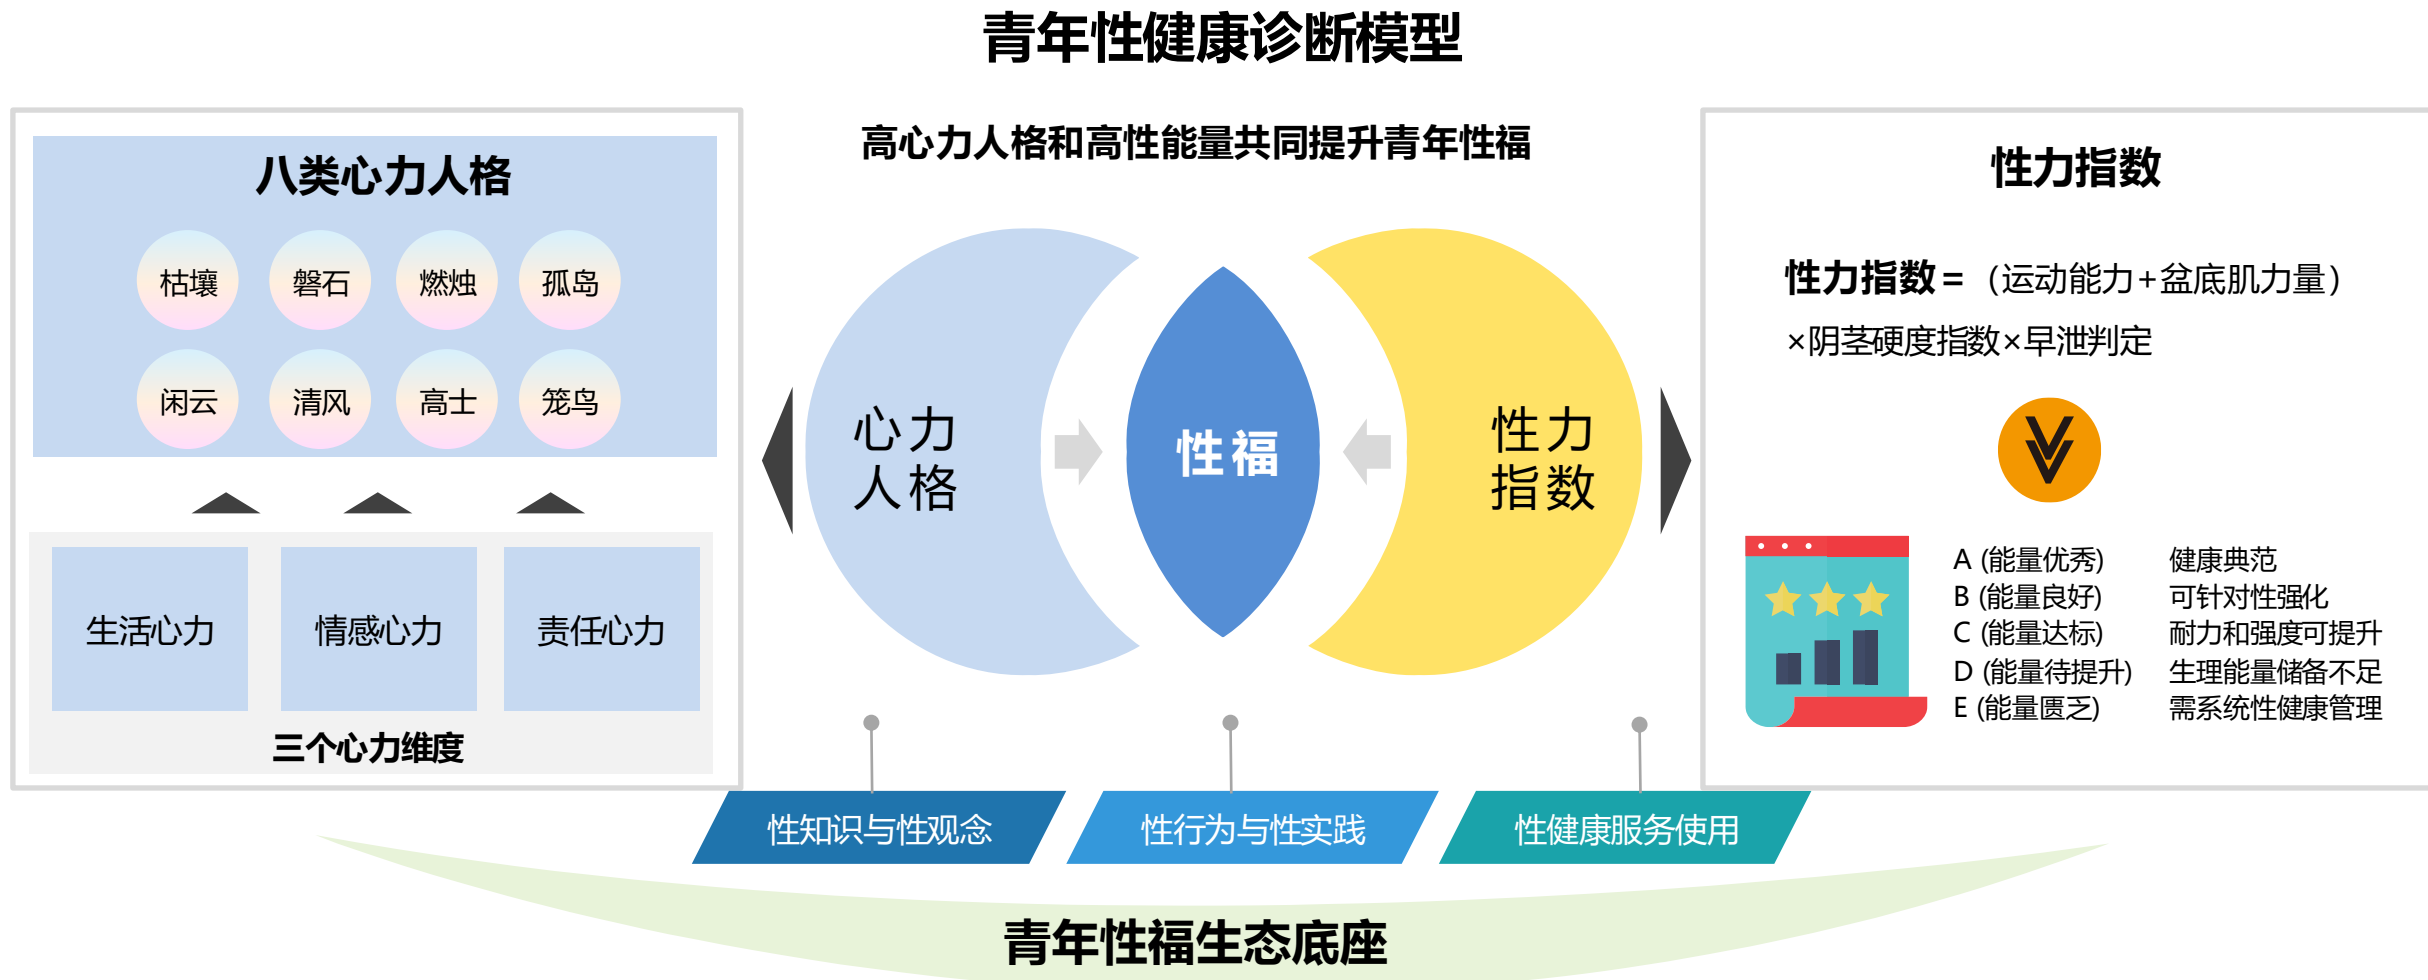 青年性健康诊断模型
高心力人格和高性能量共同提升青年性福
八类心力人格
枯壤 磐石 燃烛 孤岛
闲云 清风 高士 笼鸟
生活心力 情感心力 责任心力
三个心力维度
心力
人格
性福
性力
指数
性力指数
性力指数=（运动能力+盆底肌力量）
×阴茎硬度指数×早泄判定
A (能量优秀) 健康典范
B (能量良好) 可针对性强化
C (能量达标) 耐力和强度可提升
D (能量待提升) 生理能量储备不足
E (能量匮乏) 需系统性健康管理
性知识与性观念 性行为与性实践 性健康服务使用
青年性福生态底座